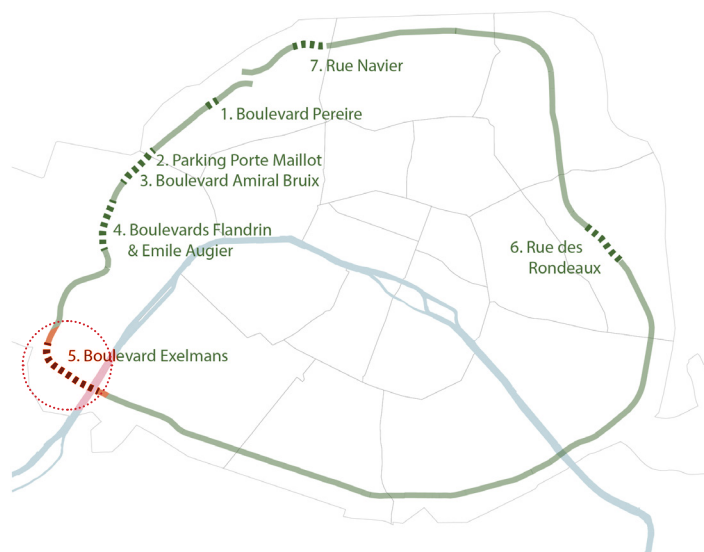 7. Rue Navier
1. Boulevard Pereire
2. Parking Porte Maillot
3. Boulevard Amiral Bruix
4. Boulevards Flandrin
& Emile Augier
6. Rue des
Rondeaux
5. Boulevard Exelmans